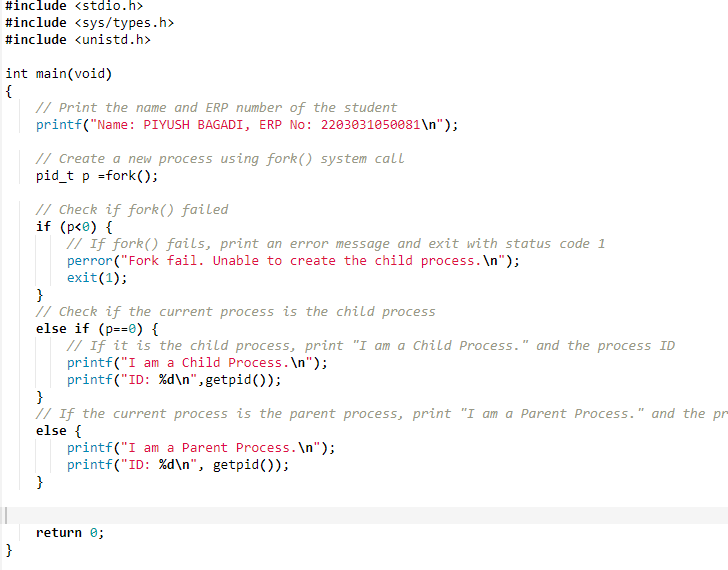 #include <stdio.h>
#include <sys/types.h>
#include <unistd.h>
int main(void)
{
// Print the name and ERP number of the student
printf("Name: PIYUSH BAGADI, ERP No: 2203031050081\n");
// Create a new process using fork() system call
pid_t p =fork();
// Check if fork() failed
if (p<0) {
// If fork() fails, print an error message and exit with status code 1
perror("Fork fail. Unable to create the child process.\n");
exit(1);
}
// Check if the current process is the child process
else if (p==0) {
// If it is the child process, print "I am a Child Process." and the process ID
printf("I am a Child Process.\n");
printf("ID: %d\n",getpid());
}
// If the current process is the parent process, print "I am a Parent Process." and the pr
else {
printf("I am a Parent Process.\n");
printf("ID: %d\n", getpid());
}
return 0;
}